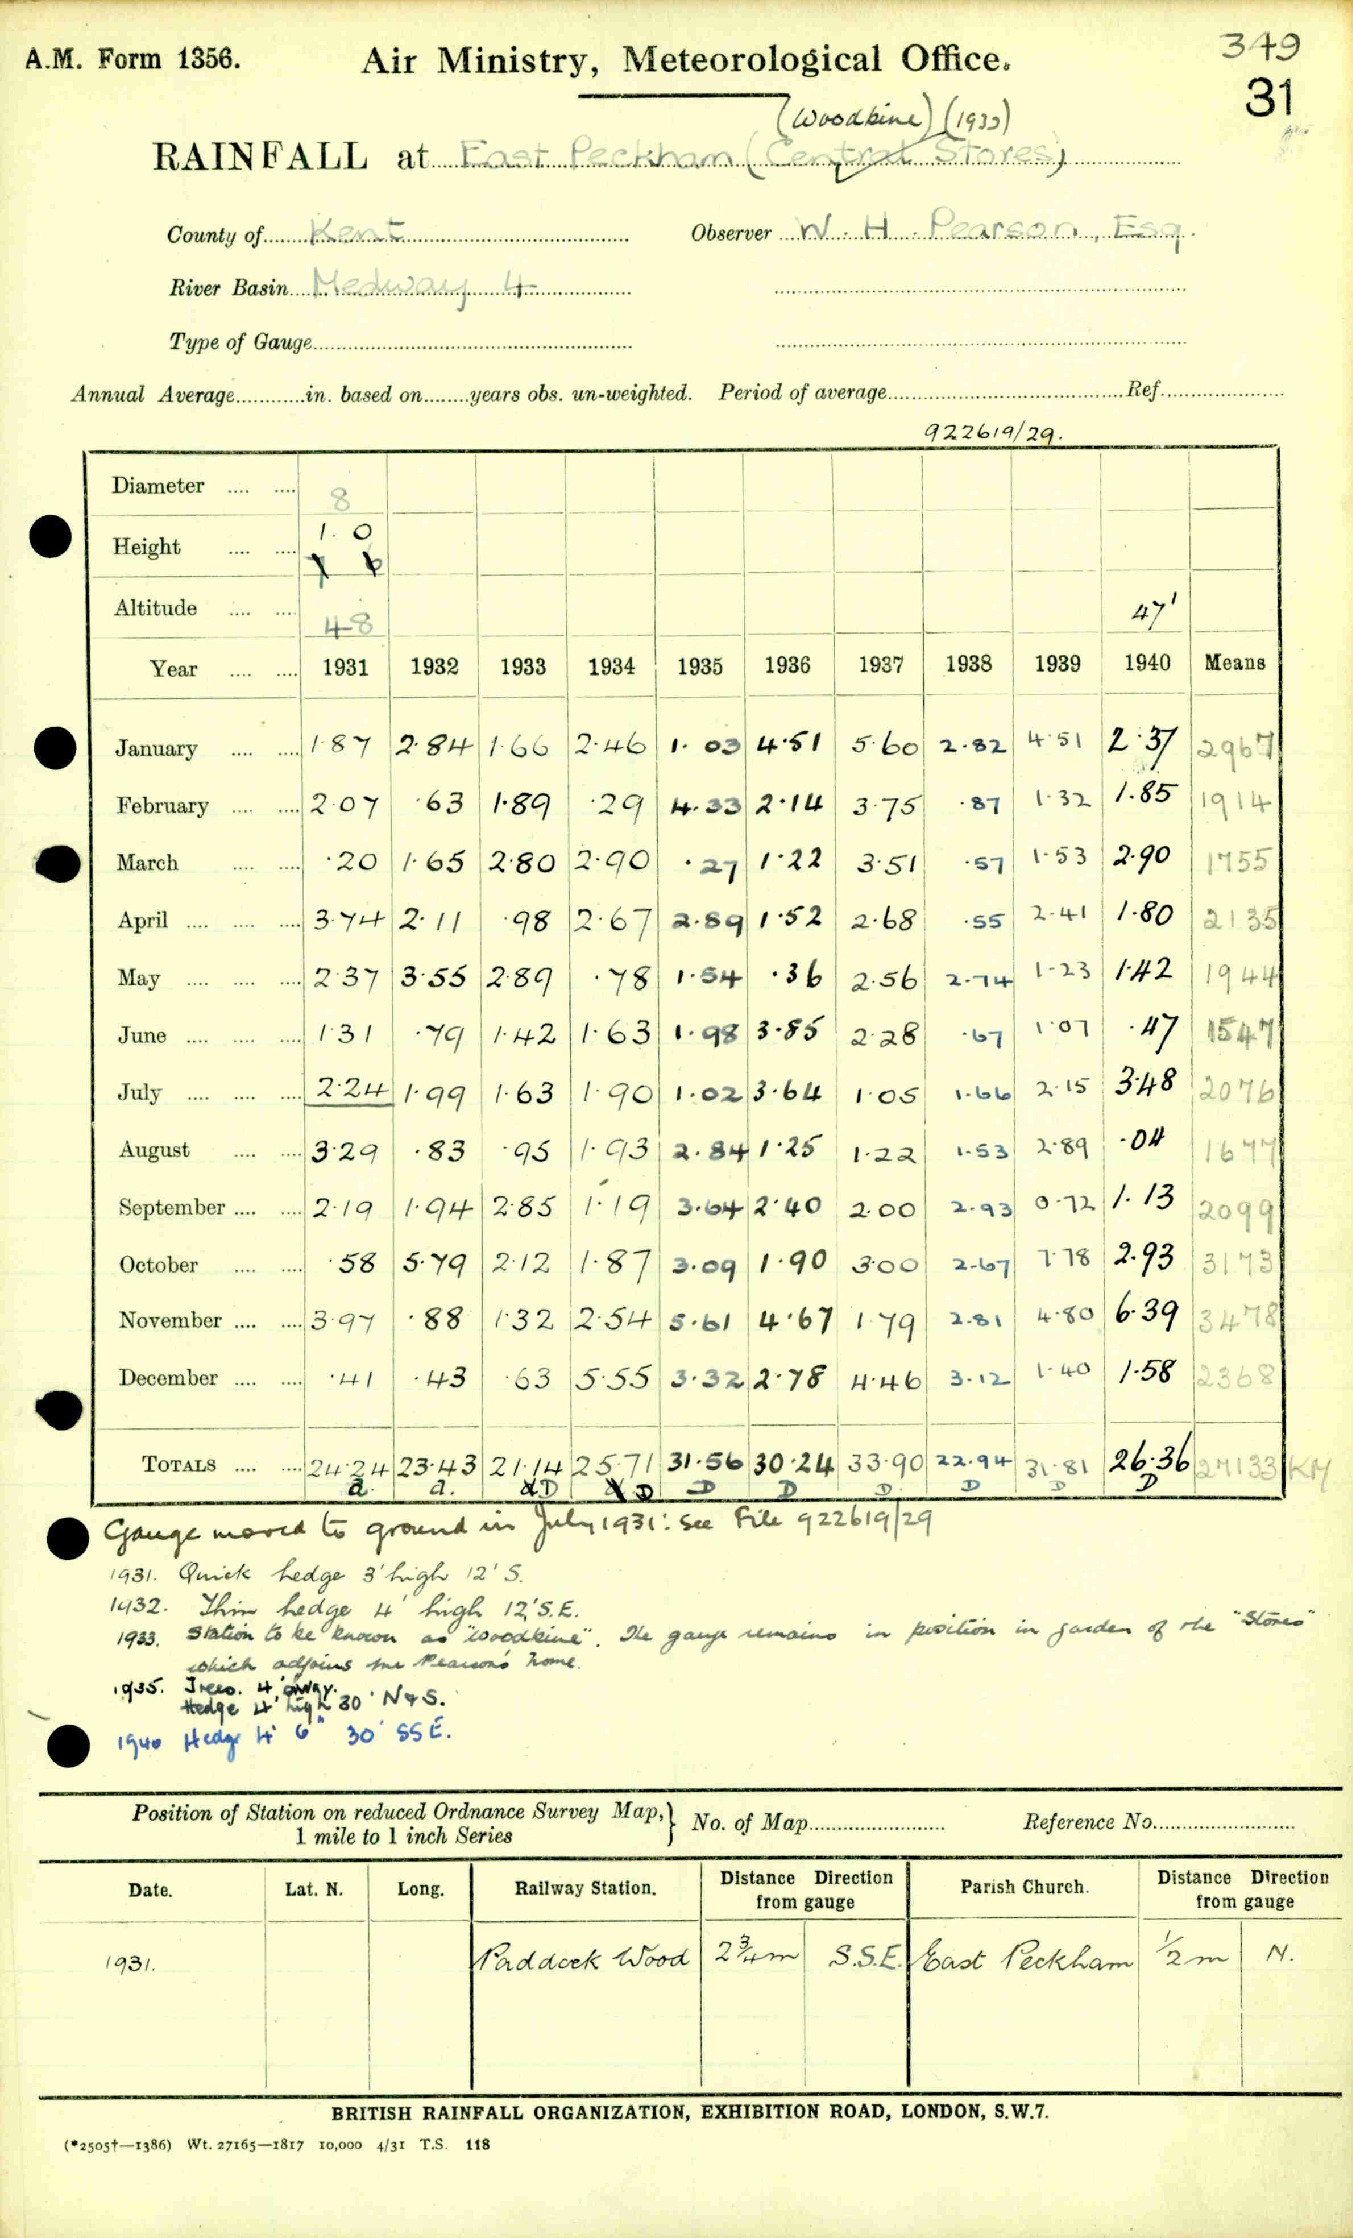 A.M. Form 1356.
Air Ministry, Meteorological Office.
349
31
(Woodbine) (1933)
RAINFALL at East Peckham (Central Stores)
County of Kent Observer W. H. Pearson, Esq.
River Basin Medway 4
Type of Gauge
Annual Average in. based on years obs. un-weighted. Period of average Ref.
922619/29.
Diameter 8
Height 1. 0
1 6
Altitude 48 47'
Year 1931 1932 1933 1934 1935 1936 1937 1938 1939 1940 Means
January 1·87 2·84 1·66 2·46 1·03 4·51 5·60 2·82 4·51 2·37 2967
February 2·07 ·63 1·89 ·29 4·33 2·14 3·75 ·87 1·32 1·85 1914
March ·20 1·65 2·80 2·90 ·27 1·22 3·51 ·57 1·53 2·90 1755
April 3·74 2·11 ·98 2·67 2·89 1·52 2·68 ·55 2·41 1·80 2135
May 2·37 3·55 2·89 ·78 1·54 ·36 2·56 2·74 1·23 1·42 1944
June 1·31 ·79 1·42 1·63 1·98 3·85 2·28 ·67 1·07 ·47 1547
July 2·24 1·99 1·63 1·90 1·02 3·64 1·05 1·66 2·15 3·48 2076
August 3·29 ·83 ·95 1·93 2·84 1·25 1·22 1·53 2·89 ·04 1677
September 2·19 1·94 2·85 1·19 3·64 2·40 2·00 2·93 0·72 1·13 2099
October ·58 5·79 2·12 1·87 3·09 1·90 3·00 2·67 7·78 2·93 3173
November 3·97 ·88 1·32 2·54 5·61 4·67 1·79 2·81 4·80 6·39 3478
December ·41 ·43 ·63 5·55 3·32 2·78 4·46 3·12 1·40 1·58 2368
TOTALS 24·24 23·43 21·14 25·71 31·56 30·24 33·90 22·94 31·81 26·36 27133 KM
a. a. D D D D D D D D
Gauge moved to ground in July 1931: See File 922619/29
1931. Quick hedge 3' high 12' S.
1932. Thin hedge 4' high 12' S.E.
1933. Station to be known as "Woodbine". The gauge remains in position in garden of the "Stores"
which adjoins Mr Pearson's home.
1935. Trees. 4' away.
Hedge 4' high 30' N & S.
1940 Hedge 4' 6" 30' SSE.
Position of Station on reduced Ordnance Survey Map, } No. of Map Reference No.
1 mile to 1 inch Series
Date. Lat. N. Long. Railway Station. Distance Direction from gauge Parish Church. Distance Direction from gauge
1931. Paddock Wood 2¾m S.S.E. East Peckham ½m N.
BRITISH RAINFALL ORGANIZATION, EXHIBITION ROAD, LONDON, S.W.7.
(*2505†—1386) Wt. 27165—1817 10,000 4/31 T.S. 118